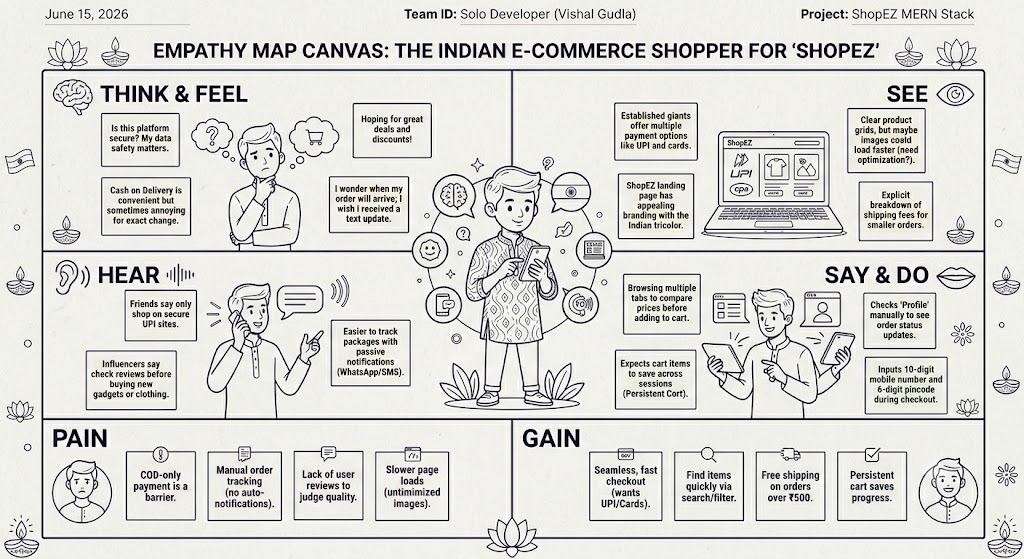 June 15, 2026
Team ID: Solo Developer (Vishal Gudla)
Project: ShopEZ MERN Stack
EMPATHY MAP CANVAS: THE INDIAN E-COMMERCE SHOPPER FOR ‘SHOPEZ’
THINK & FEEL
Is this platform
secure? My data
safety matters.
?
Hoping for great
deals and
discounts!
Cash on Delivery is
convenient but
sometimes annoying
for exact change.
I wonder when my
order will arrive; I
wish I received a
text update.
SEE
Established giants
offer multiple
payment options
like UPI and cards.
ShopEZ
UPI
Clear product
grids, but maybe
images could
load faster (need
optimization?).
ShopEZ landing
page has
appealing
branding with the
Indian tricolor.
Explicit
breakdown of
shipping fees for
smaller orders.
?
?
HEAR
Friends say only
shop on secure
UPI sites.
Influencers say
check reviews before
buying new
gadgets or clothing.
Easier to track
packages with
passive
notifications
(WhatsApp/SMS).
SAY & DO
Browsing multiple
tabs to compare
prices before
adding to cart.
Expects cart items
to save across
sessions
(Persistent Cort).
Checks ‘Profile’
manually to see
order status
updates.
Inputs 10-digit
mobile number and
6-digit pincode
during checkout.
PAIN
COD-only
payment is a
barrier.
Manual order
tracking
(no auto-
notifications).
Lack of user
reviews to
judge quality.
Slower page
loads
(untimimized
images).
GAIN
Seamless, fast
checkout
(wants
UPI/Cards).
Find items
quickly via
search/filter.
Free shipping
on orders
over ₹500.
Persistent
cart saves
progress.